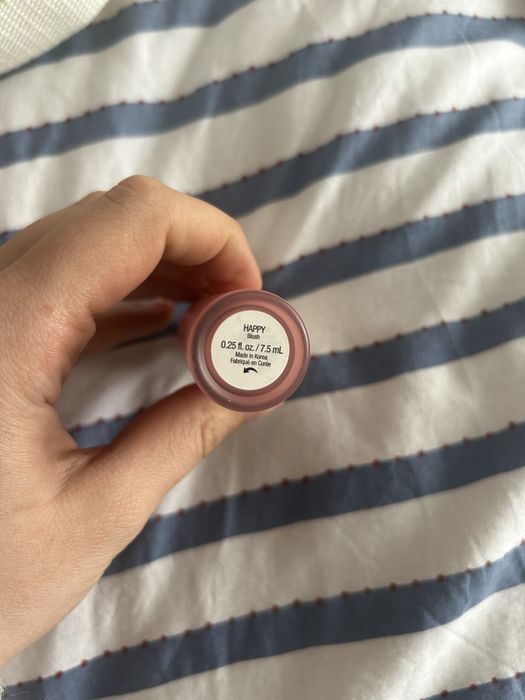 HAPPY
Blush
0.25 fl. oz. / 7.5 mL
Made in Korea
Fabriqué en Corée